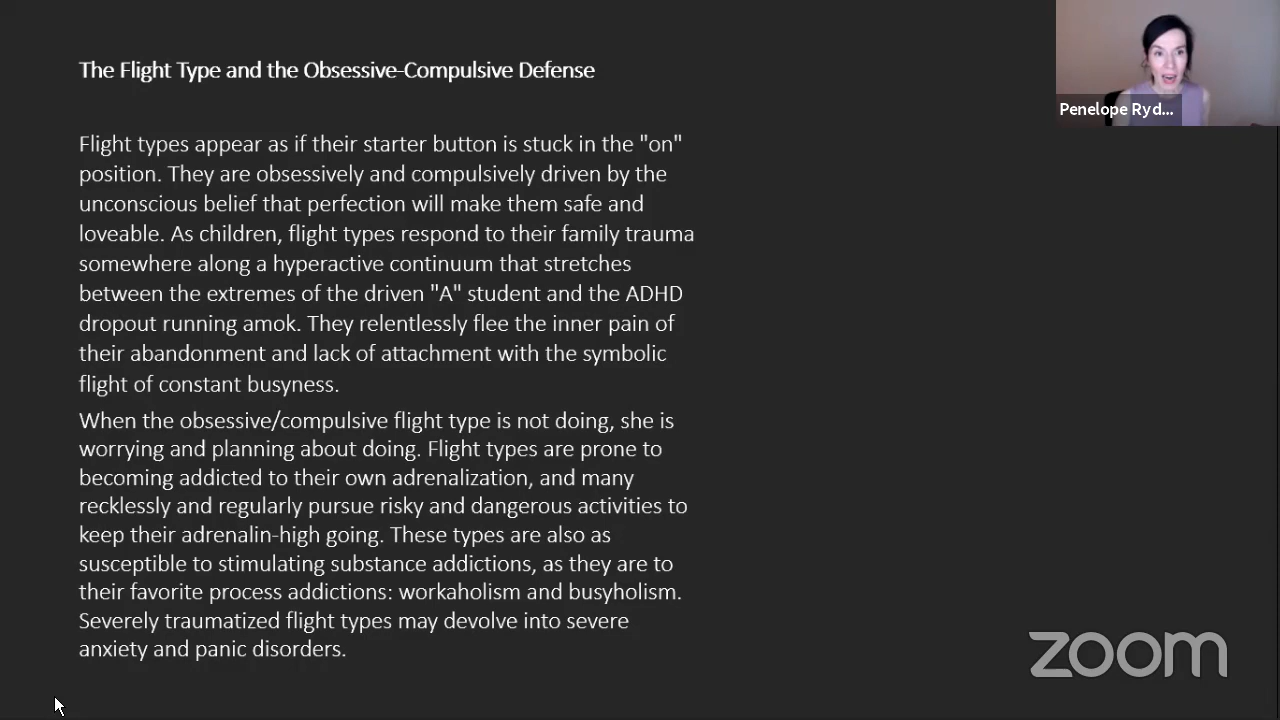 The Flight Type and the Obsessive-Compulsive Defense
Penelope Ryd...
Flight types appear as if their starter button is stuck in the "on"
position. They are obsessively and compulsively driven by the
unconscious belief that perfection will make them safe and
loveable. As children, flight types respond to their family trauma
somewhere along a hyperactive continuum that stretches
between the extremes of the driven "A" student and the ADHD
dropout running amok. They relentlessly flee the inner pain of
their abandonment and lack of attachment with the symbolic
flight of constant busyness.
When the obsessive/compulsive flight type is not doing, she is
worrying and planning about doing. Flight types are prone to
becoming addicted to their own adrenalization, and many
recklessly and regularly pursue risky and dangerous activities to
keep their adrenalin-high going. These types are also as
susceptible to stimulating substance addictions, as they are to
their favorite process addictions: workaholism and busyholism.
Severely traumatized flight types may devolve into severe
anxiety and panic disorders.
zoom